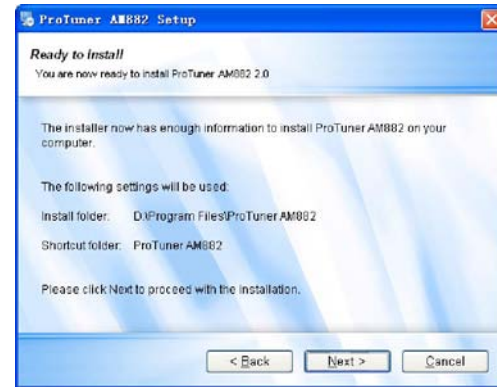 ProTuner AM882 Setup
Ready to install
You are now ready to install ProTuner AM882 2.0
The installer now has enough information to install ProTuner AM882 on your
computer.
The following settings will be used:
Install folder: D:\Program Files\ProTuner AM882
Shortcut folder: ProTuner AM882
Please click Next to proceed with the installation.
< Back Next > Cancel